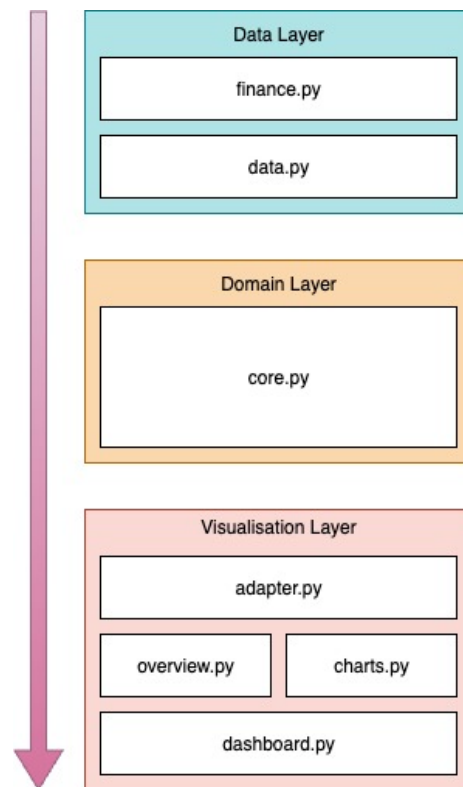 Data Layer
finance.py
data.py
Domain Layer
core.py
Visualisation Layer
adapter.py
overview.py
charts.py
dashboard.py